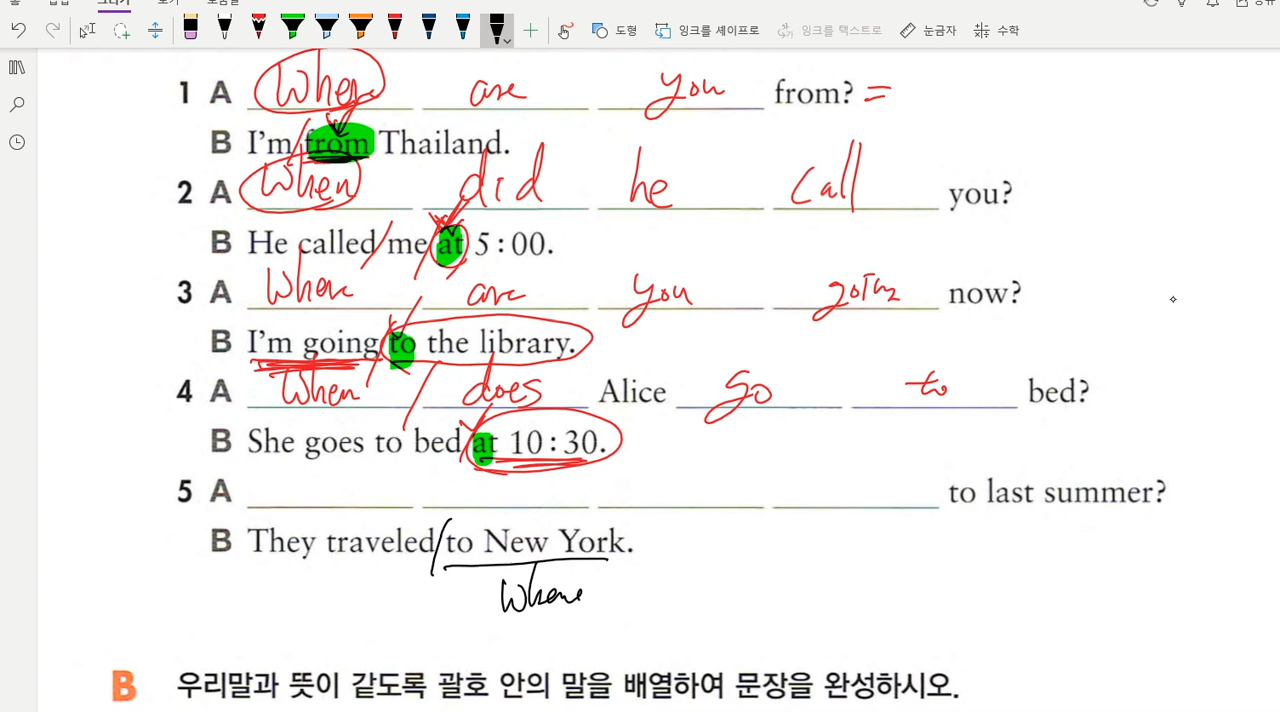 도형 잉크를 셰이프로 잉크를 텍스트로 눈금자 수학
1 A Where are you from? =
B I'm from Thailand.
2 A When did he call you?
B He called me at 5:00.
3 A Where are you going now?
B I'm going to the library.
4 A When does Alice go to bed?
B She goes to bed at 10:30.
5 A to last summer?
B They traveled to New York.
Where
B 우리말과 뜻이 같도록 괄호 안의 말을 배열하여 문장을 완성하시오.